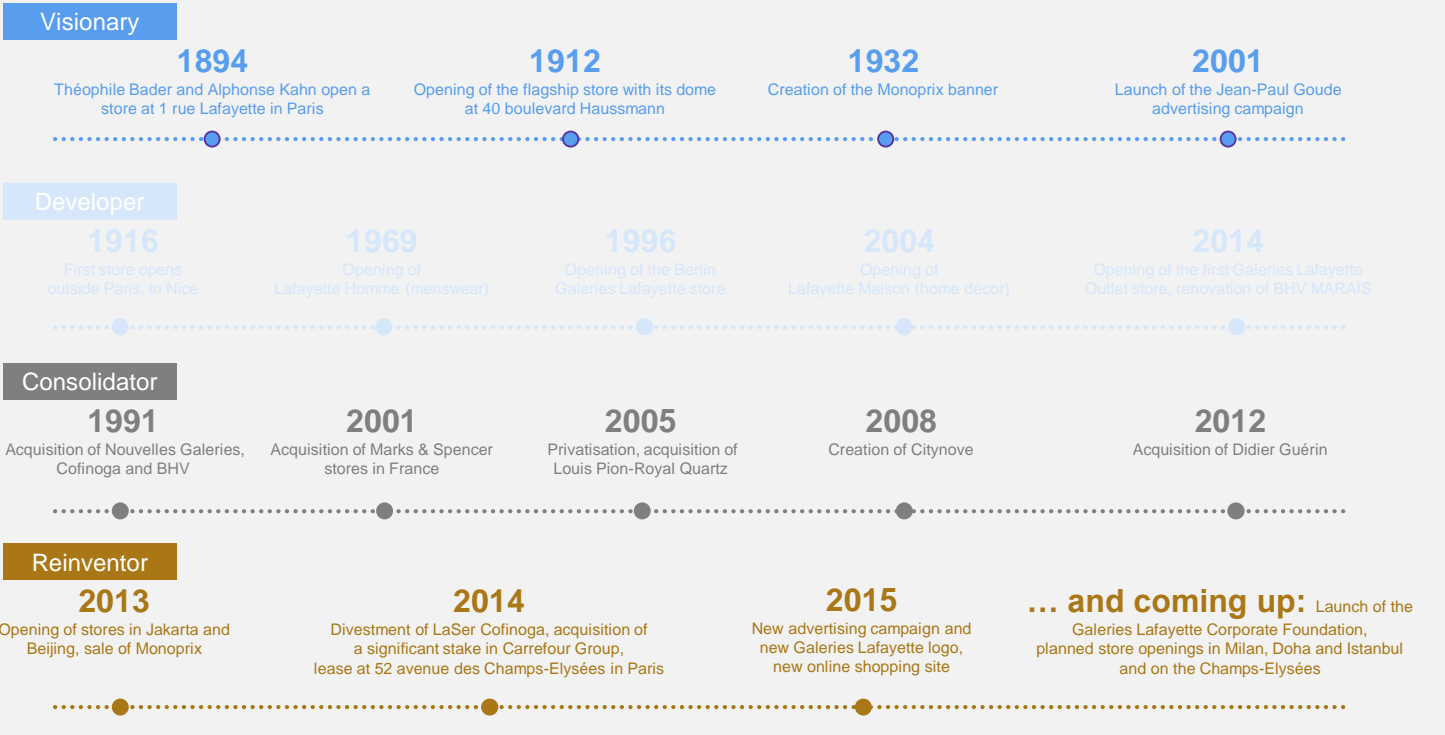 Visionary
1894
Théophile Bader and Alphonse Kahn open a
store at 1 rue Lafayette in Paris
1912
Opening of the flagship store with its dome
at 40 boulevard Haussmann
1932
Creation of the Monoprix banner
2001
Launch of the Jean-Paul Goude
advertising campaign
Developer
1916
First store opens
outside Paris, in Nice
1969
Opening of
Lafayette Homme (menswear)
1996
Opening of the Berlin
Galeries Lafayette store
2004
Opening of
Lafayette Maison (home décor)
2014
Opening of the first Galeries Lafayette
Outlet store, renovation of BHV MARAIS
Consolidator
1991
Acquisition of Nouvelles Galeries,
Cofinoga and BHV
2001
Acquisition of Marks & Spencer
stores in France
2005
Privatisation, acquisition of
Louis Pion-Royal Quartz
2008
Creation of Citynove
2012
Acquisition of Didier Guérin
Reinventor
2013
Opening of stores in Jakarta and
Beijing, sale of Monoprix
2014
Divestment of LaSer Cofinoga, acquisition of
a significant stake in Carrefour Group,
lease at 52 avenue des Champs-Elysées in Paris
2015
New advertising campaign and
new Galeries Lafayette logo,
new online shopping site
… and coming up: Launch of the
Galeries Lafayette Corporate Foundation,
planned store openings in Milan, Doha and Istanbul
and on the Champs-Elysées